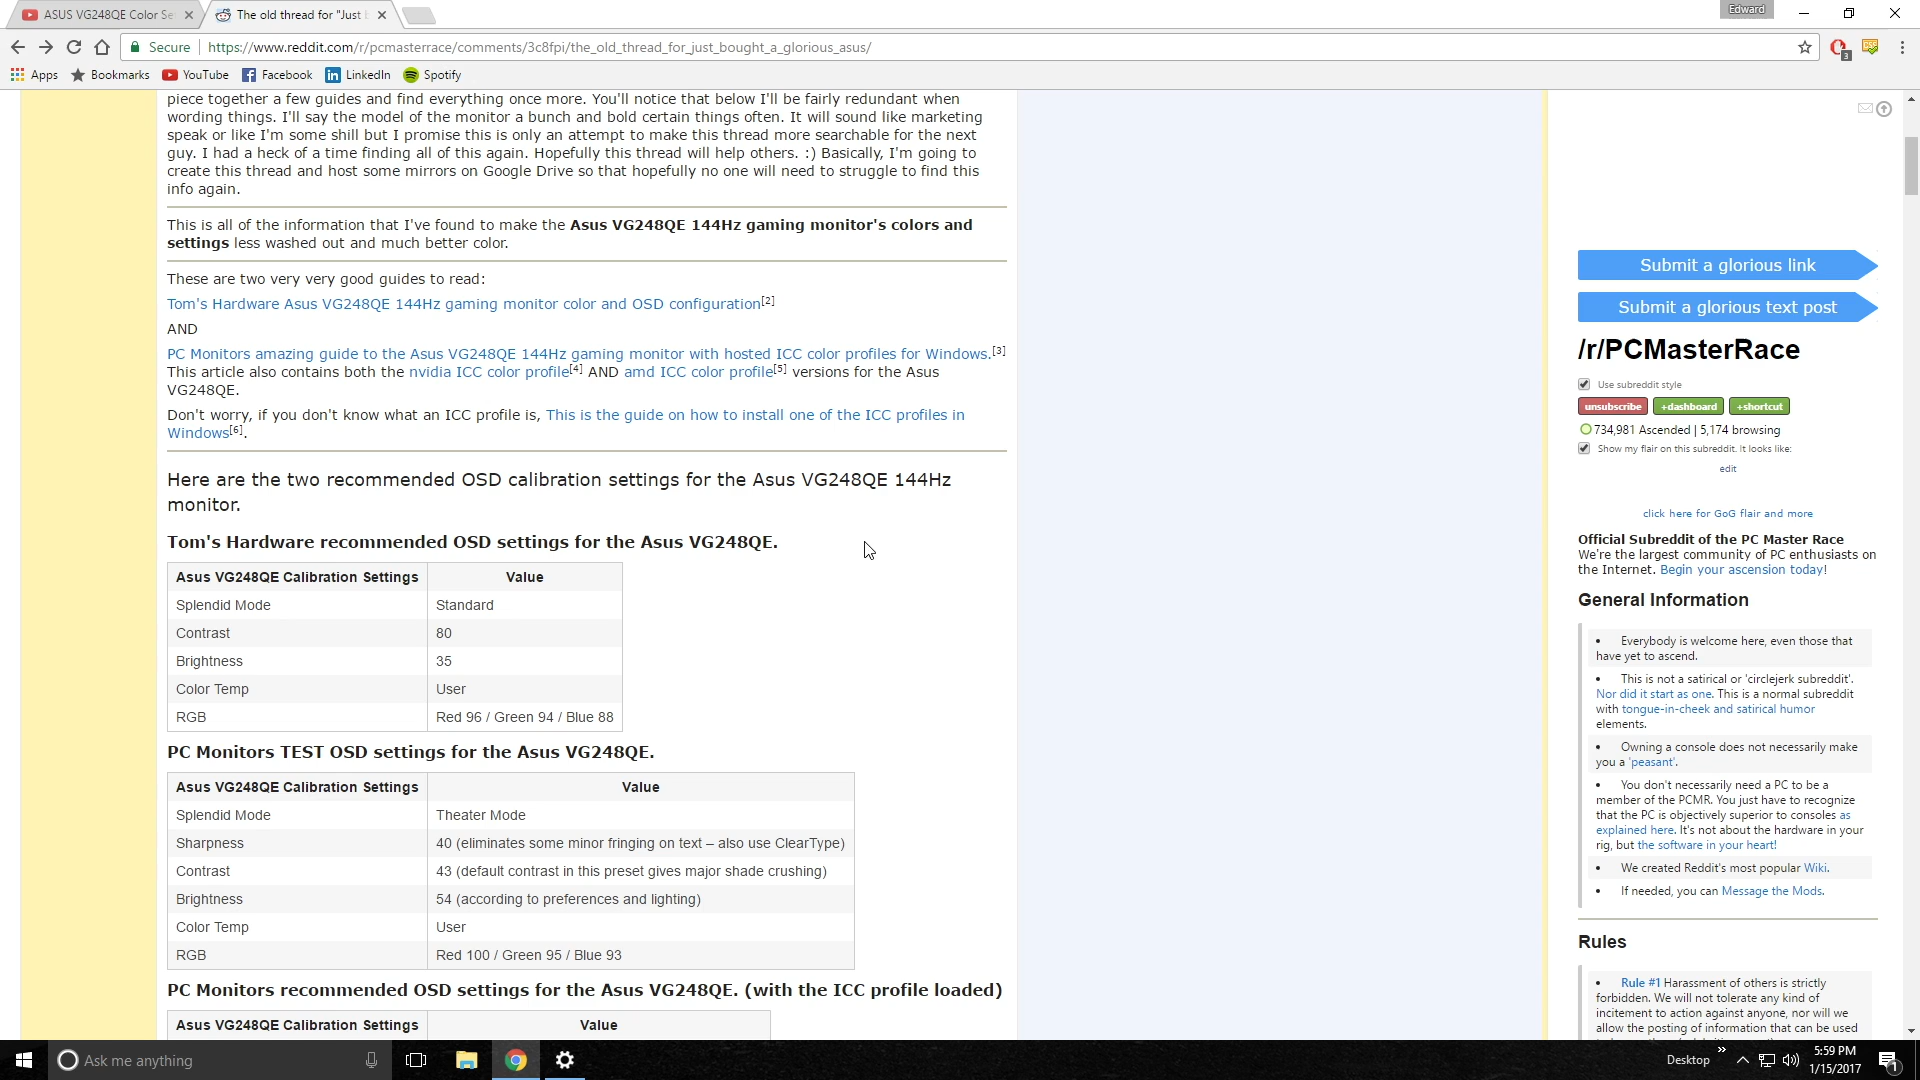 ASUS VG248QE Color Se
The old thread for "Just b
Edward
Secure
https://www.reddit.com/r/pcmasterrace/comments/3c8fpi/the_old_thread_for_just_bought_a_glorious_asus/
3
Apps
Bookmarks
YouTube
Facebook
LinkedIn
Spotify
piece together a few guides and find everything once more. You'll notice that below I'll be fairly redundant when
wording things. I'll say the model of the monitor a bunch and bold certain things often. It will sound like marketing
speak or like I'm some shill but I promise this is only an attempt to make this thread more searchable for the next
guy. I had a heck of a time finding all of this again. Hopefully this thread will help others. :) Basically, I'm going to
create this thread and host some mirrors on Google Drive so that hopefully no one will need to struggle to find this
info again.
This is all of the information that I've found to make the Asus VG248QE 144Hz gaming monitor's colors and
settings less washed out and much better color.
These are two very very good guides to read:
Tom's Hardware Asus VG248QE 144Hz gaming monitor color and OSD configuration[2]
AND
PC Monitors amazing guide to the Asus VG248QE 144Hz gaming monitor with hosted ICC color profiles for Windows.[3]
This article also contains both the nvidia ICC color profile[4] AND amd ICC color profile[5] versions for the Asus
VG248QE.
Don't worry, if you don't know what an ICC profile is, This is the guide on how to install one of the ICC profiles in
Windows[6].
Here are the two recommended OSD calibration settings for the Asus VG248QE 144Hz
monitor.
Tom's Hardware recommended OSD settings for the Asus VG248QE.
Asus VG248QE Calibration Settings Value
Splendid Mode Standard
Contrast 80
Brightness 35
Color Temp User
RGB Red 96 / Green 94 / Blue 88
PC Monitors TEST OSD settings for the Asus VG248QE.
Asus VG248QE Calibration Settings Value
Splendid Mode Theater Mode
Sharpness 40 (eliminates some minor fringing on text – also use ClearType)
Contrast 43 (default contrast in this preset gives major shade crushing)
Brightness 54 (according to preferences and lighting)
Color Temp User
RGB Red 100 / Green 95 / Blue 93
PC Monitors recommended OSD settings for the Asus VG248QE. (with the ICC profile loaded)
Asus VG248QE Calibration Settings Value
Submit a glorious link
Submit a glorious text post
/r/PCMasterRace
Use subreddit style
unsubscribe +dashboard +shortcut
734,981 Ascended | 5,174 browsing
Show my flair on this subreddit. It looks like:
edit
click here for GoG flair and more
Official Subreddit of the PC Master Race
We're the largest community of PC enthusiasts on
the Internet. Begin your ascension today!
General Information
• Everybody is welcome here, even those that
have yet to ascend.
• This is not a satirical or 'circlejerk subreddit'.
Nor did it start as one. This is a normal subreddit
with tongue-in-cheek and satirical humor
elements.
• Owning a console does not necessarily make
you a 'peasant'.
• You don't necessarily need a PC to be a
member of the PCMR. You just have to recognize
that the PC is objectively superior to consoles as
explained here. It's not about the hardware in your
rig, but the software in your heart!
• We created Reddit's most popular Wiki.
• If needed, you can Message the Mods.
Rules
• Rule #1 Harassment of others is strictly
forbidden. We will not tolerate any kind of
incitement to action against anyone, nor will we
allow the posting of information that can be used
Ask me anything
Desktop
5:59 PM
1/15/2017
1